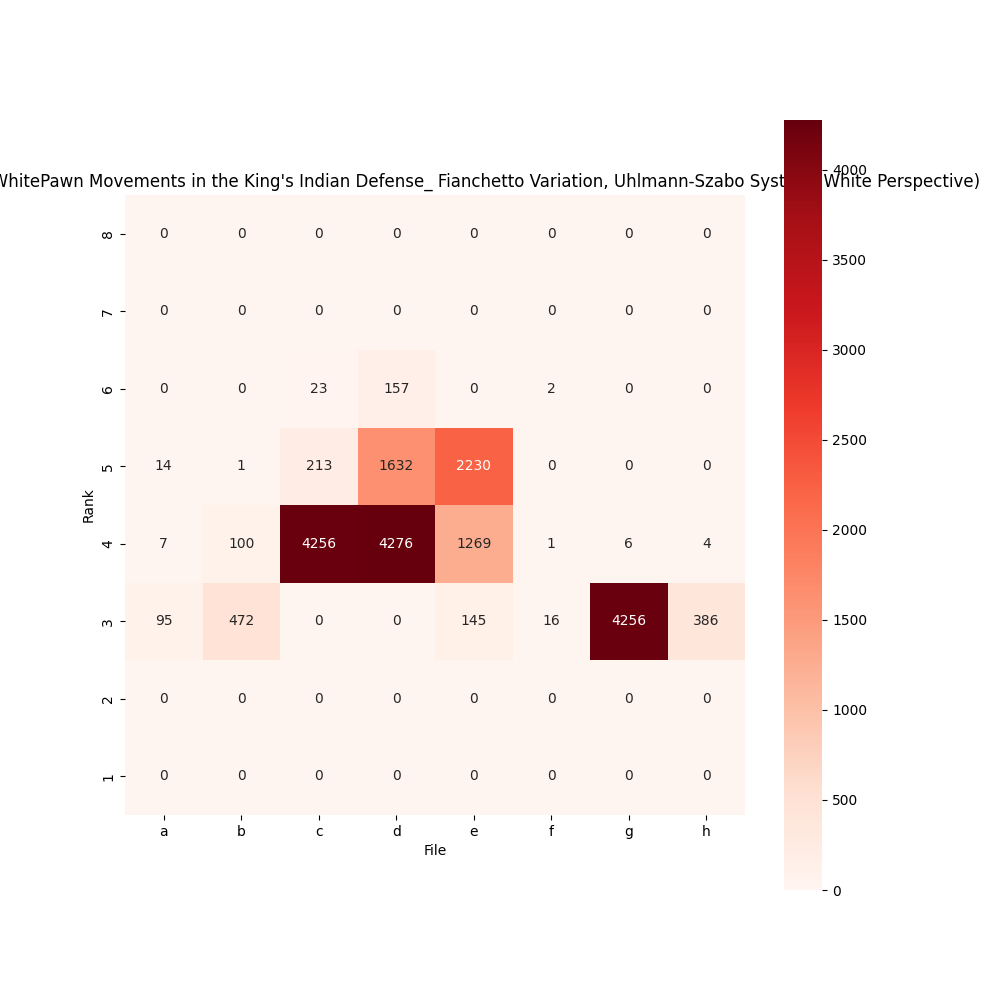 WhitePawn Movements in the King's Indian Defense_ Fianchetto Variation, Uhlmann-Szabo Syst White Perspective)
8 0 0 0 0 0 0 0 0
7 0 0 0 0 0 0 0 0
6 0 0 23 157 0 2 0 0
5 14 1 213 1632 2230 0 0 0
4 7 100 4256 4276 1269 1 6 4
3 95 472 0 0 145 16 4256 386
2 0 0 0 0 0 0 0 0
1 0 0 0 0 0 0 0 0
a b c d e f g h
File
Rank
4000
3500
3000
2500
2000
1500
1000
500
0